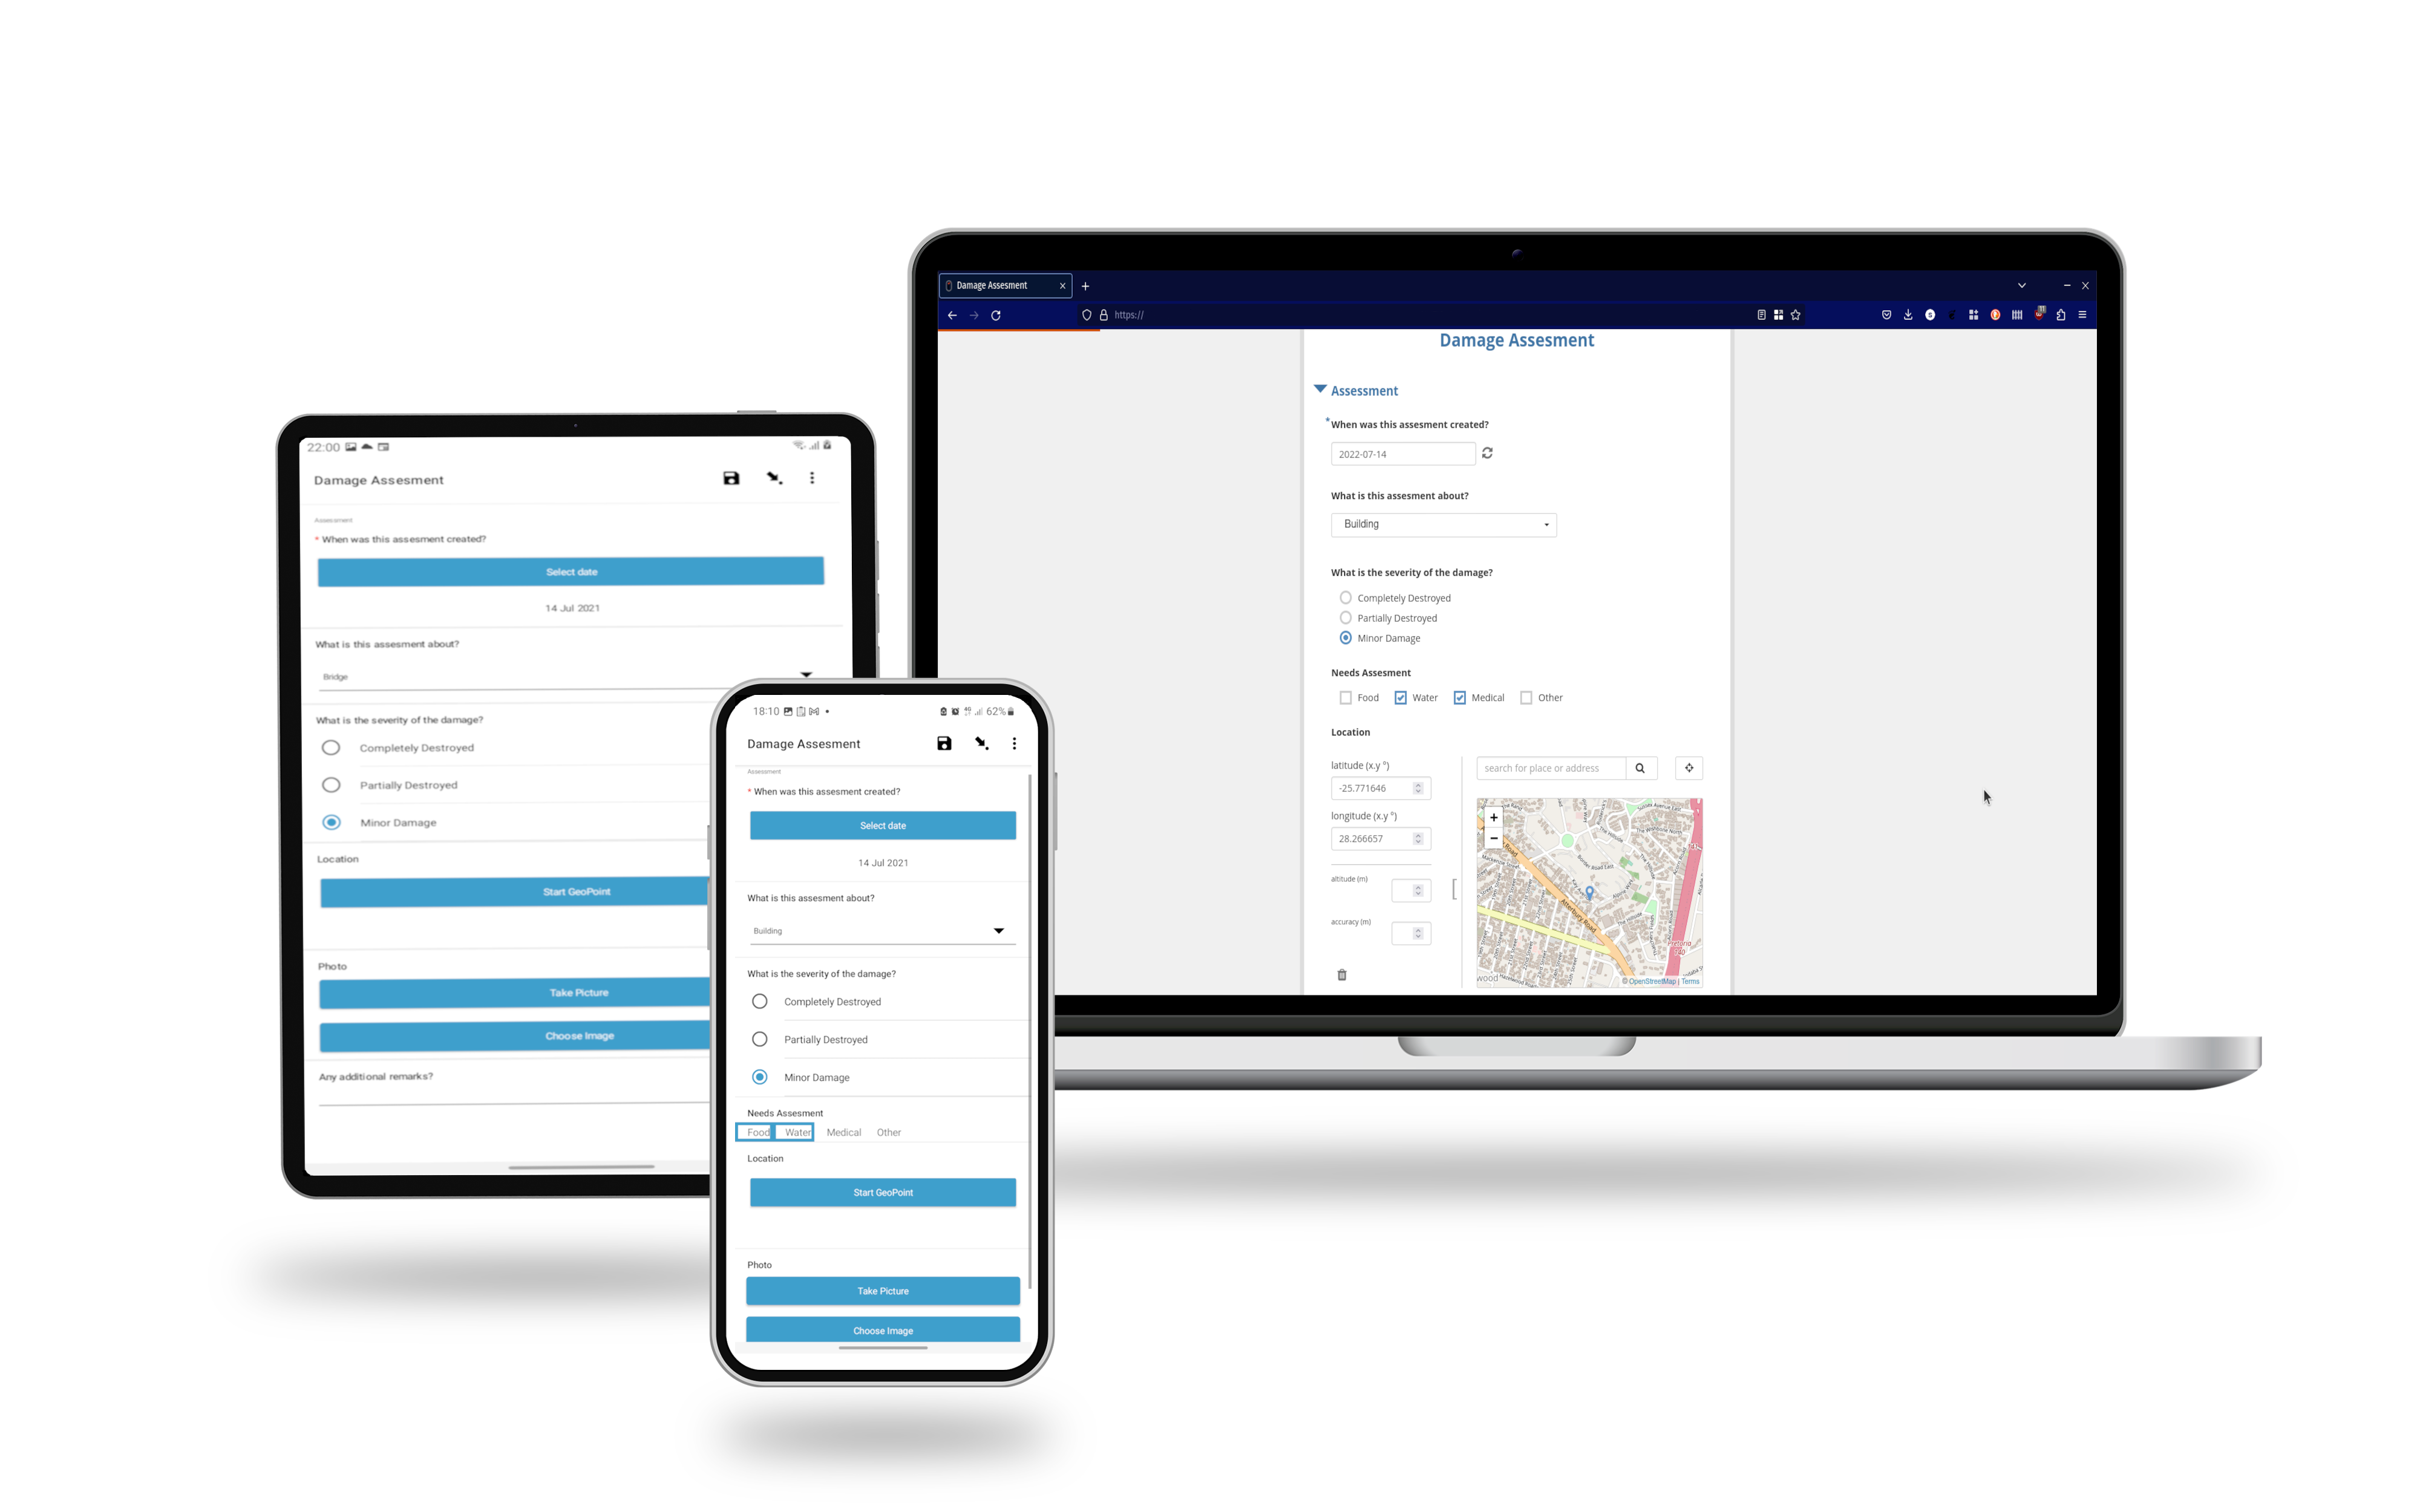 22:00
Damage Assesment
Assessment
* When was this assesment created?
Select date
14 Jul 2021
What is this assesment about?
Bridge
What is the severity of the damage?
Completely Destroyed
Partially Destroyed
Minor Damage
Location
Start GeoPoint
Photo
Take Picture
Choose Image
Any additional remarks?
18:10 62%
Damage Assesment
Assessment
* When was this assesment created?
Select date
14 Jul 2021
What is this assesment about?
Building
What is the severity of the damage?
Completely Destroyed
Partially Destroyed
Minor Damage
Needs Assesment
Food Water Medical Other
Location
Start GeoPoint
Photo
Take Picture
Choose Image
Damage Assesment
https://
Damage Assesment
Assessment
* When was this assesment created?
2022-07-14
What is this assesment about?
Building
What is the severity of the damage?
Completely Destroyed
Partially Destroyed
Minor Damage
Needs Assesment
Food Water Medical Other
Location
latitude (x.y °)
search for place or address
-25.771646
longitude (x.y °)
28.266657
altitude (m)
accuracy (m)
+
−
Atterbury Road
Pretoria
wood
© OpenStreetMap | Terms